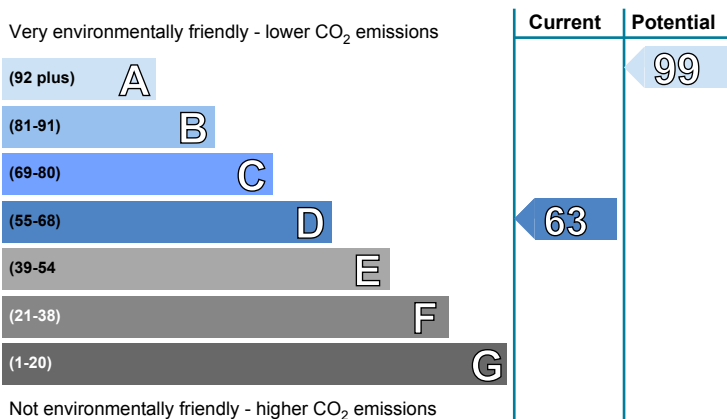 Current Potential
Very environmentally friendly - lower CO2 emissions
(92 plus) A 99
(81-91) B
(69-80) C
(55-68) D 63
(39-54 E
(21-38) F
(1-20) G
Not environmentally friendly - higher CO2 emissions